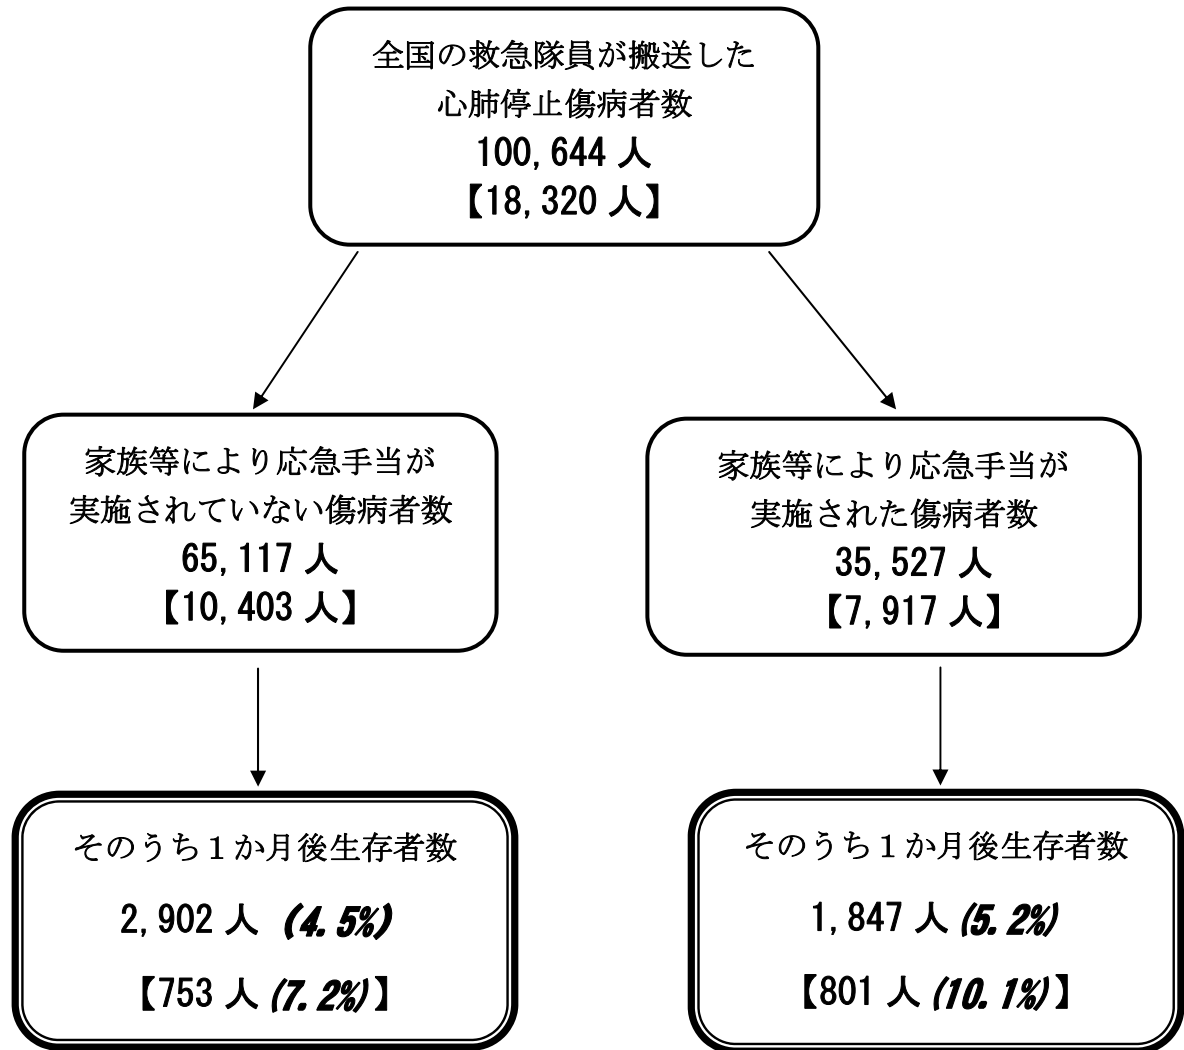 全国の救急隊員が搬送した
心肺停止傷病者数
100,644 人
【18,320 人】
家族等により応急手当が
実施されていない傷病者数
65,117 人
【10,403 人】
家族等により応急手当が
実施された傷病者数
35,527 人
【7,917 人】
そのうち１か月後生存者数
2,902 人 (4.5%)
【753 人 (7.2%)】
そのうち１か月後生存者数
1,847 人 (5.2%)
【801 人 (10.1%)】